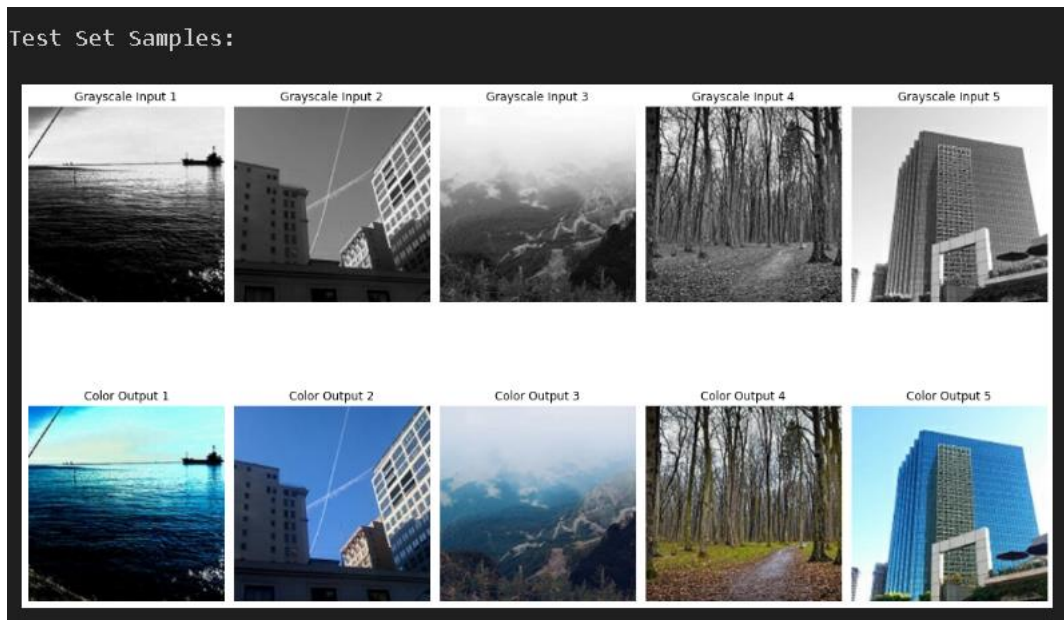 Test Set Samples:
Grayscale Input 1 Grayscale Input 2 Grayscale Input 3 Grayscale Input 4 Grayscale Input 5
Color Output 1 Color Output 2 Color Output 3 Color Output 4 Color Output 5